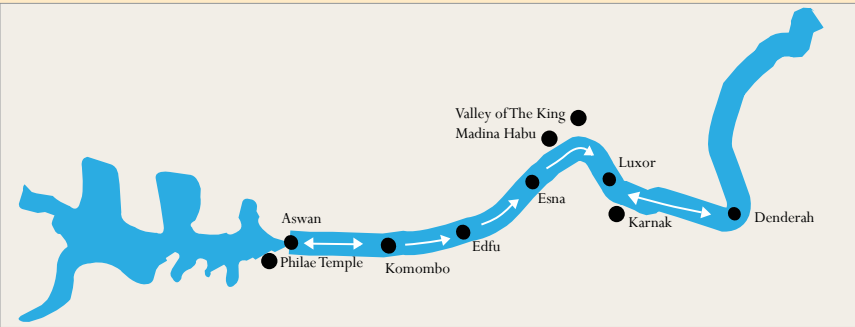 Valley of The King
Madina Habu
Luxor
Esna
Karnak
Denderah
Aswan
Edfu
Philae Temple
Komombo